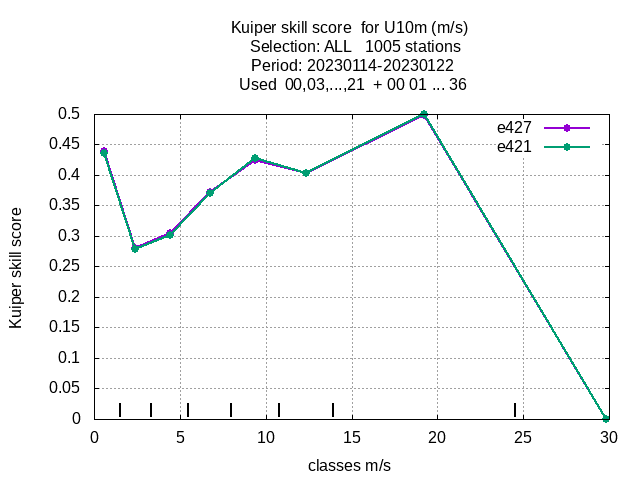 Kuiper skill score  for U10m (m/s)
Selection: ALL   1005 stations
Period: 20230114-20230122
Used  00,03,...,21  + 00 01 ... 36
e427
e421
0.5
0.45
0.4
0.35
0.3
0.25
0.2
0.15
0.1
0.05
0
Kuiper skill score
0 5 10 15 20 25 30
classes m/s